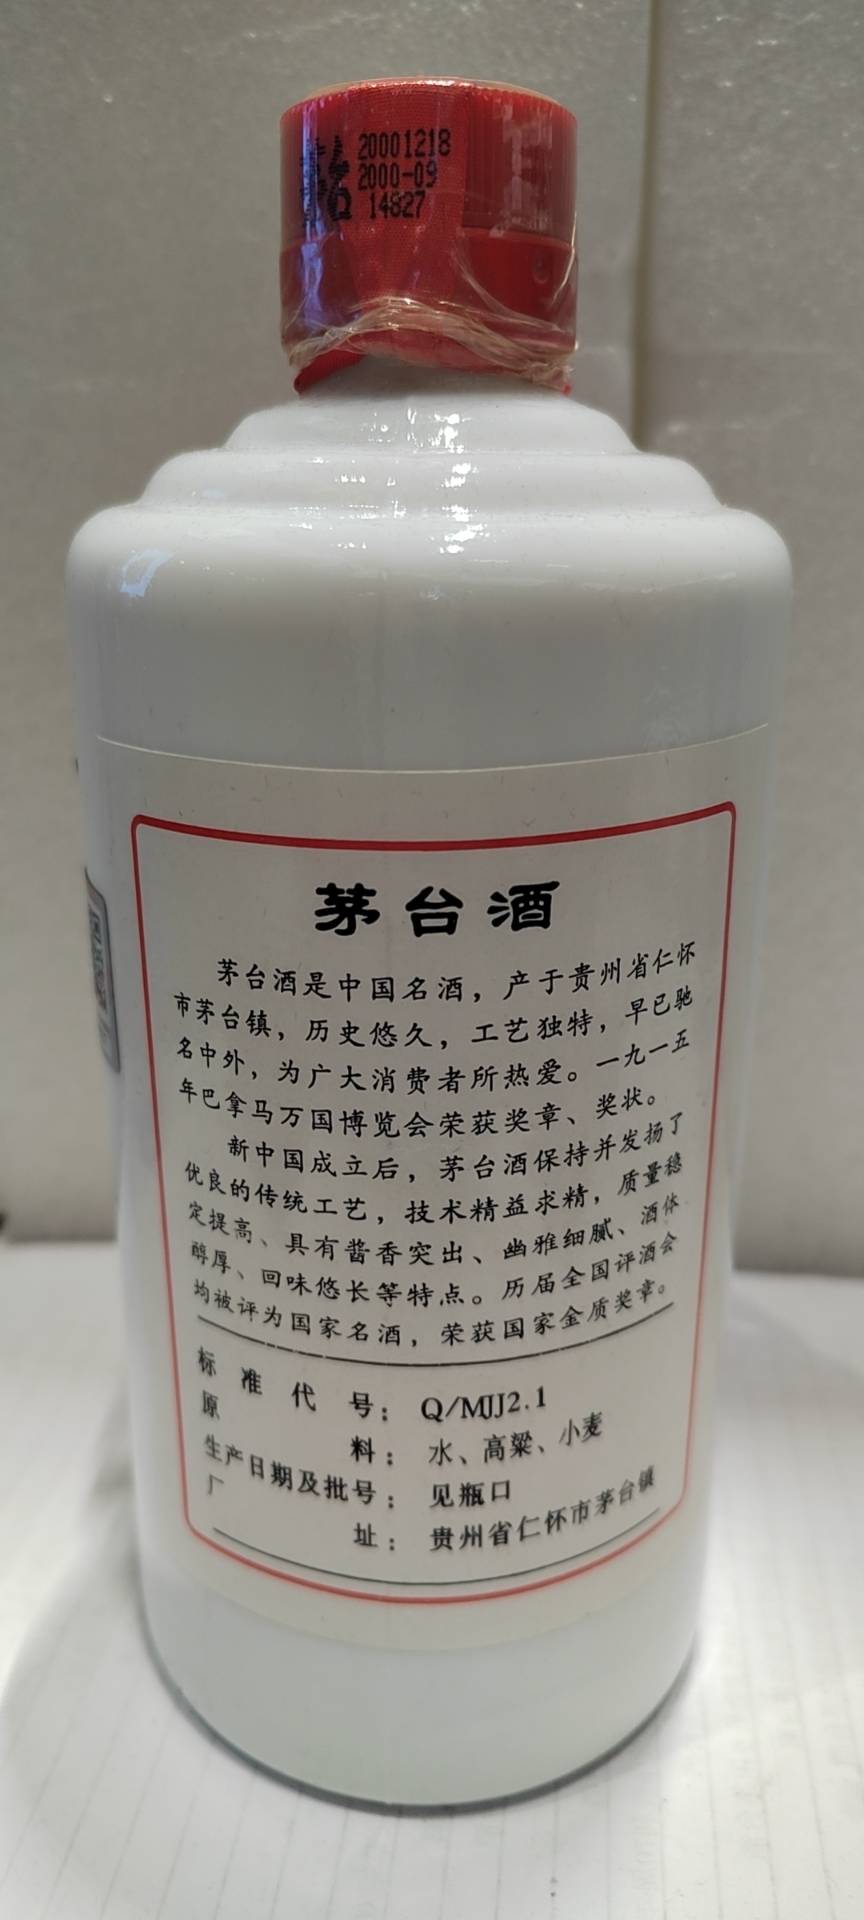 20001218
2000-09
14827
茅台酒
茅台酒是中国名酒，产于贵州省仁怀
市茅台镇，历史悠久，工艺独特，早已驰
名中外，为广大消费者所热爱。一九一五
年巴拿马万国博览会荣获奖章、奖状。
新中国成立后，茅台酒保持并发扬了
优良的传统工艺，技术精益求精，质量稳
定提高、具有酱香突出、幽雅细腻、酒体
醇厚、回味悠长等特点。历届全国评酒会
均被评为国家名酒，荣获国家金质奖章。
标准代号：Q/MJJ2.1
原料：水、高粱、小麦
生产日期及批号：见瓶口
厂址：贵州省仁怀市茅台镇